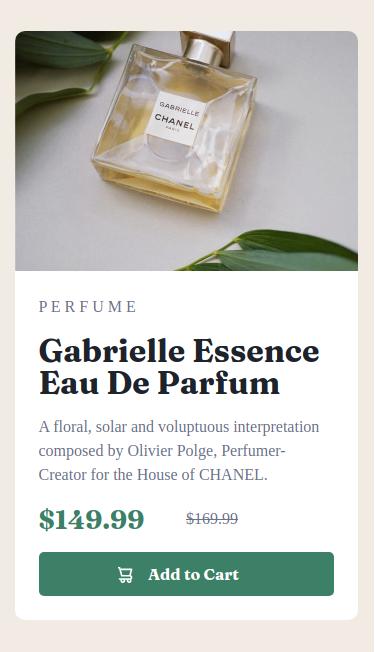 GABRIELLE
CHANEL
PARIS
PERFUME
Gabrielle Essence
Eau De Parfum
A floral, solar and voluptuous interpretation
composed by Olivier Polge, Perfumer-
Creator for the House of CHANEL.
$149.99 $169.99
Add to Cart